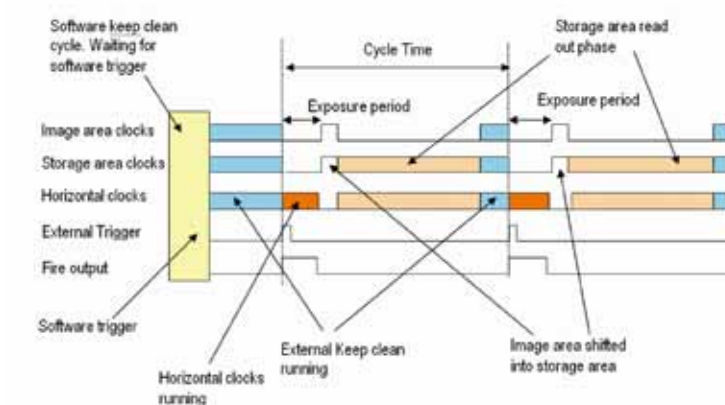 Software keep clean
cycle. Waiting for
software trigger
Storage area read
out phase
Cycle Time
Exposure period
Exposure period
Image area clocks
Storage area clocks
Horizontal clocks
External Trigger
Fire output
Software trigger
External Keep clean
running
Image area shifted
into storage area
Horizontal clocks
running